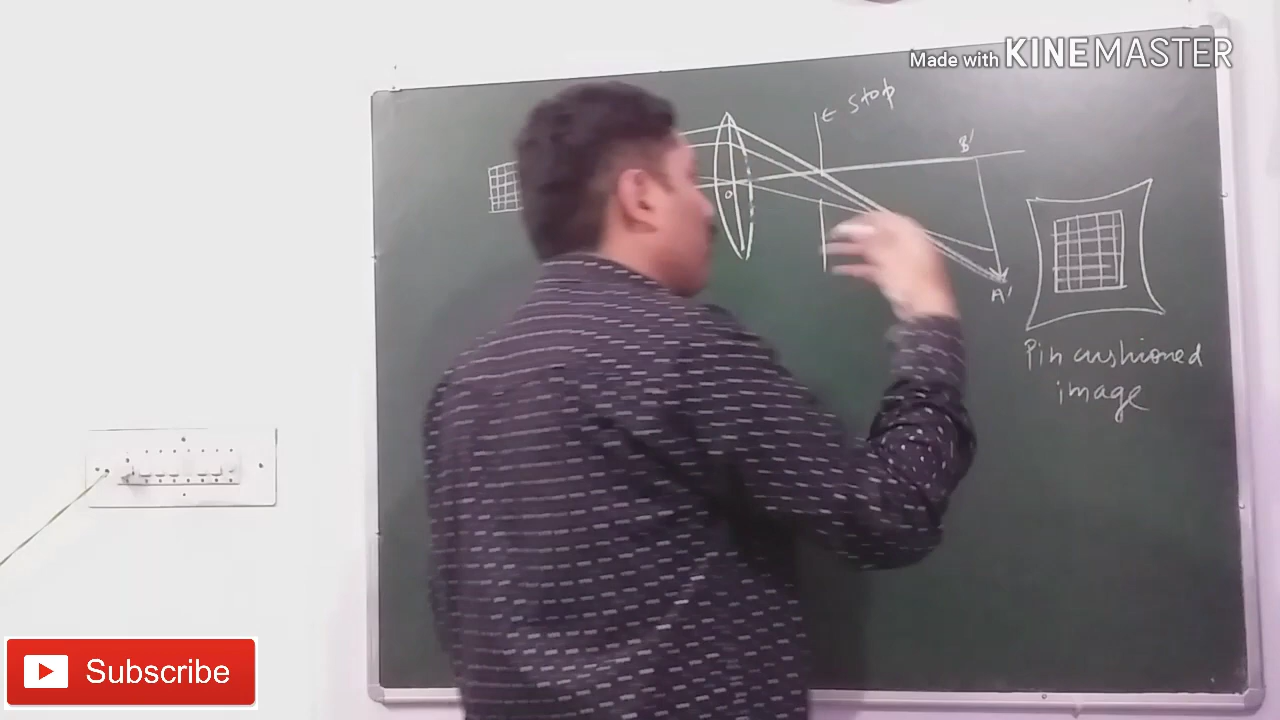 Made with KINEMASTER
← Stop
B'
O
A'
Pin cushioned
image
Subscribe